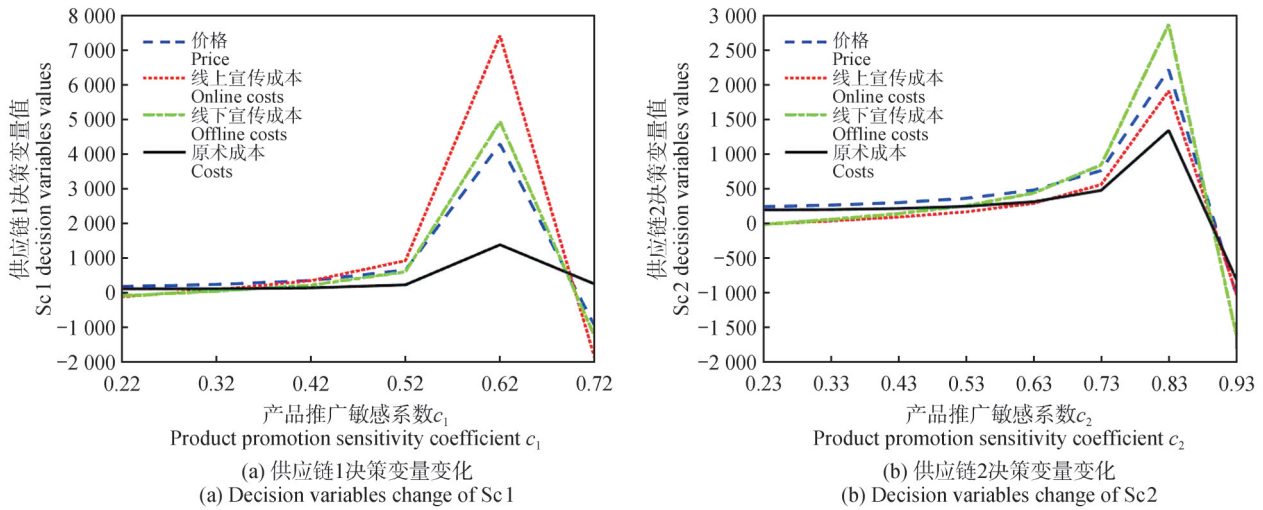 8 000
7 000
6 000
5 000
4 000
3 000
2 000
1 000
0
−1 000
−2 000
供应链1决策变量值
Sc1 decision variables values
价格
Price
线上宣传成本
Online costs
线下宣传成本
Offline costs
原术成本
Costs
0.22 0.32 0.42 0.52 0.62 0.72
产品推广敏感系数c1
Product promotion sensitivity coefficient c1
(a) 供应链1决策变量变化
(a) Decision variables change of Sc1
3 000
2 500
2 000
1 500
1 000
500
0
−500
−1 000
−1 500
−2 000
供应链2决策变量值
Sc2 decision variables values
价格
Price
线上宣传成本
Online costs
线下宣传成本
Offline costs
原术成本
Costs
0.23 0.33 0.43 0.53 0.63 0.73 0.83 0.93
产品推广敏感系数c2
Product promotion sensitivity coefficient c2
(b) 供应链2决策变量变化
(b) Decision variables change of Sc2